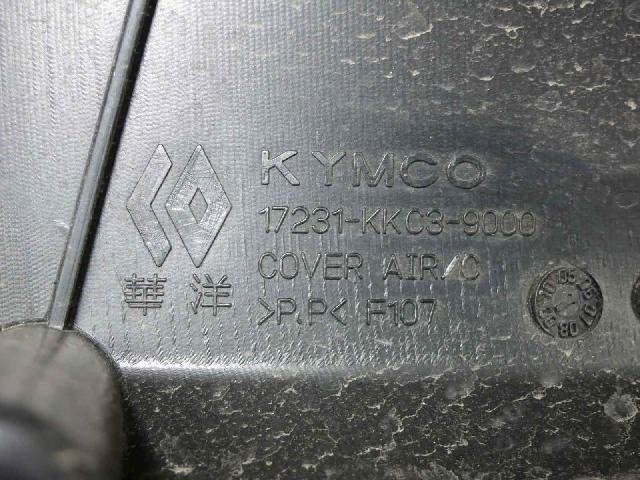 KYMCO
17231-KKC3-9000
COVER AIR/C
>P.P< F107
華洋